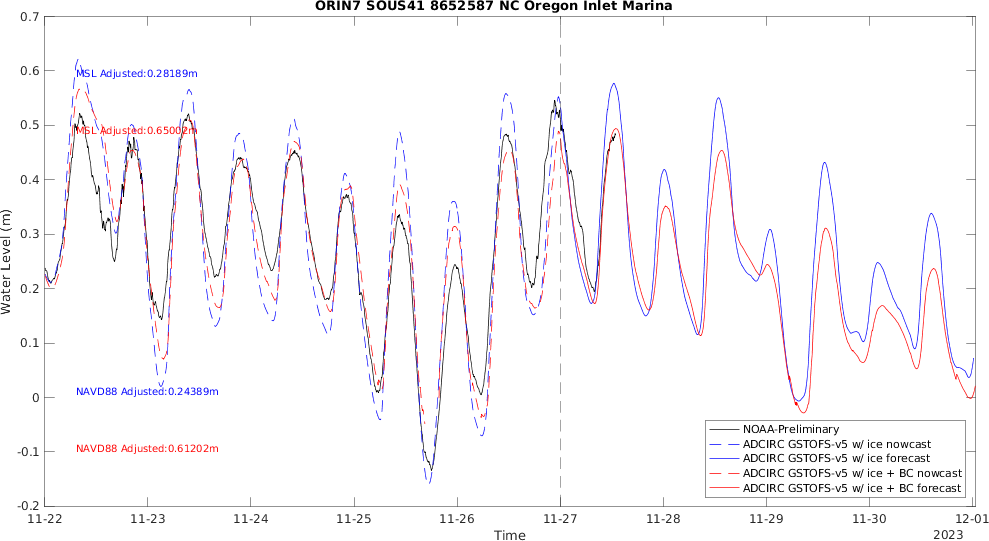 ORIN7 SOUS41 8652587 NC Oregon Inlet Marina
0.7
0.6
0.5
0.4
0.3
0.2
0.1
0
-0.1
-0.2
Water Level (m)
MSL Adjusted:0.28189m
MSL Adjusted:0.65002m
NAVD88 Adjusted:0.24389m
NAVD88 Adjusted:0.61202m
NOAA-Preliminary
ADCIRC GSTOFS-v5 w/ ice nowcast
ADCIRC GSTOFS-v5 w/ ice forecast
ADCIRC GSTOFS-v5 w/ ice + BC nowcast
ADCIRC GSTOFS-v5 w/ ice + BC forecast
11-22 11-23 11-24 11-25 11-26 11-27 11-28 11-29 11-30 12-01
Time
2023